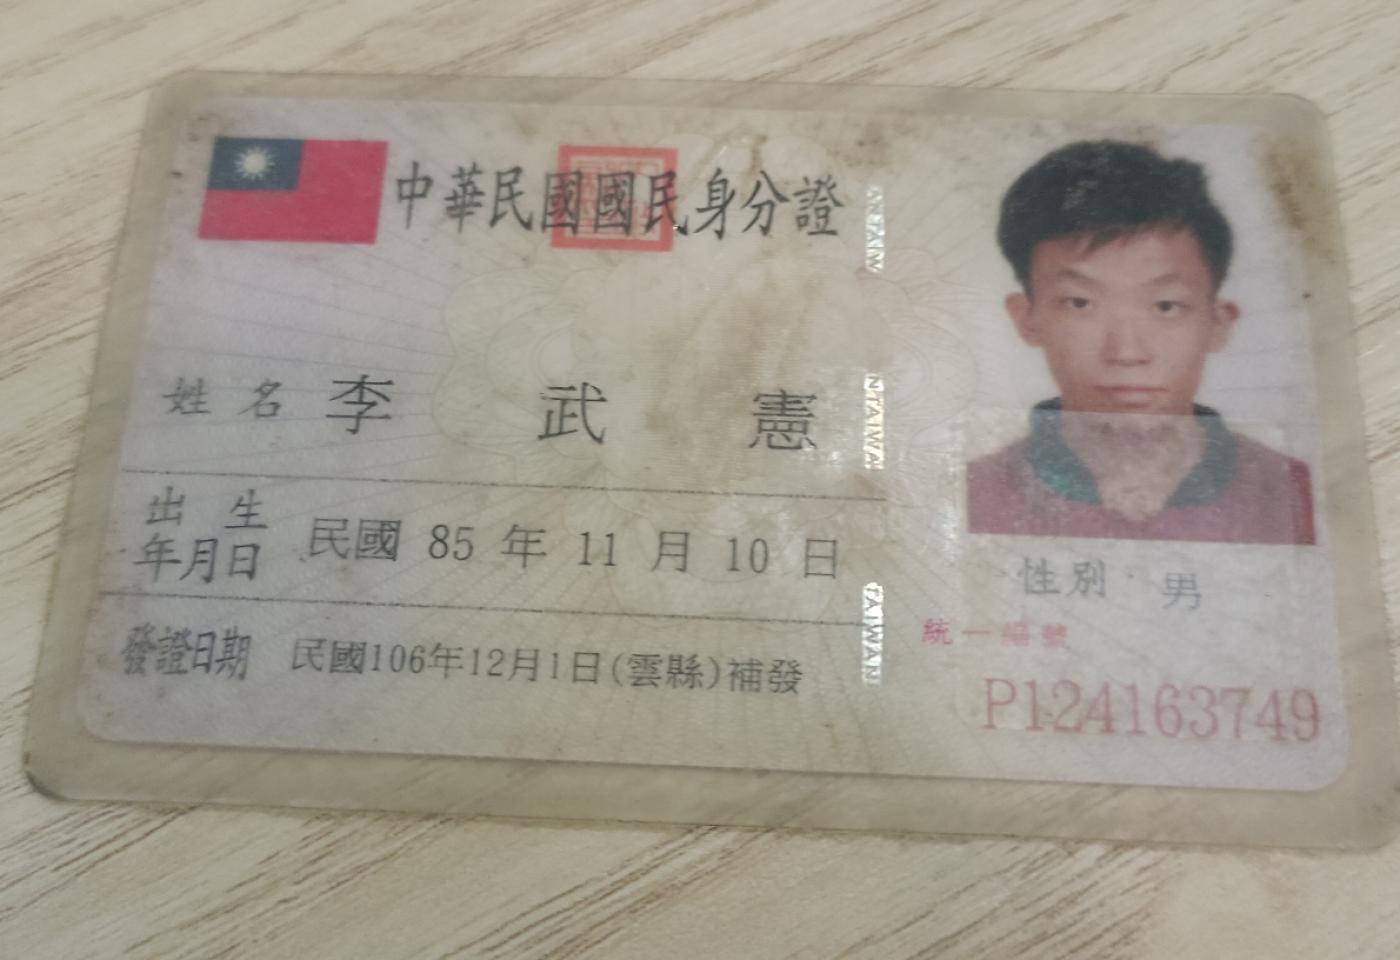 中華民國國民身分證
姓名 李武憲
出生年月日 民國 85 年 11 月 10 日
發證日期 民國106年12月1日(雲縣)補發
性別 男
統一編號
P124163749
TAIWAN